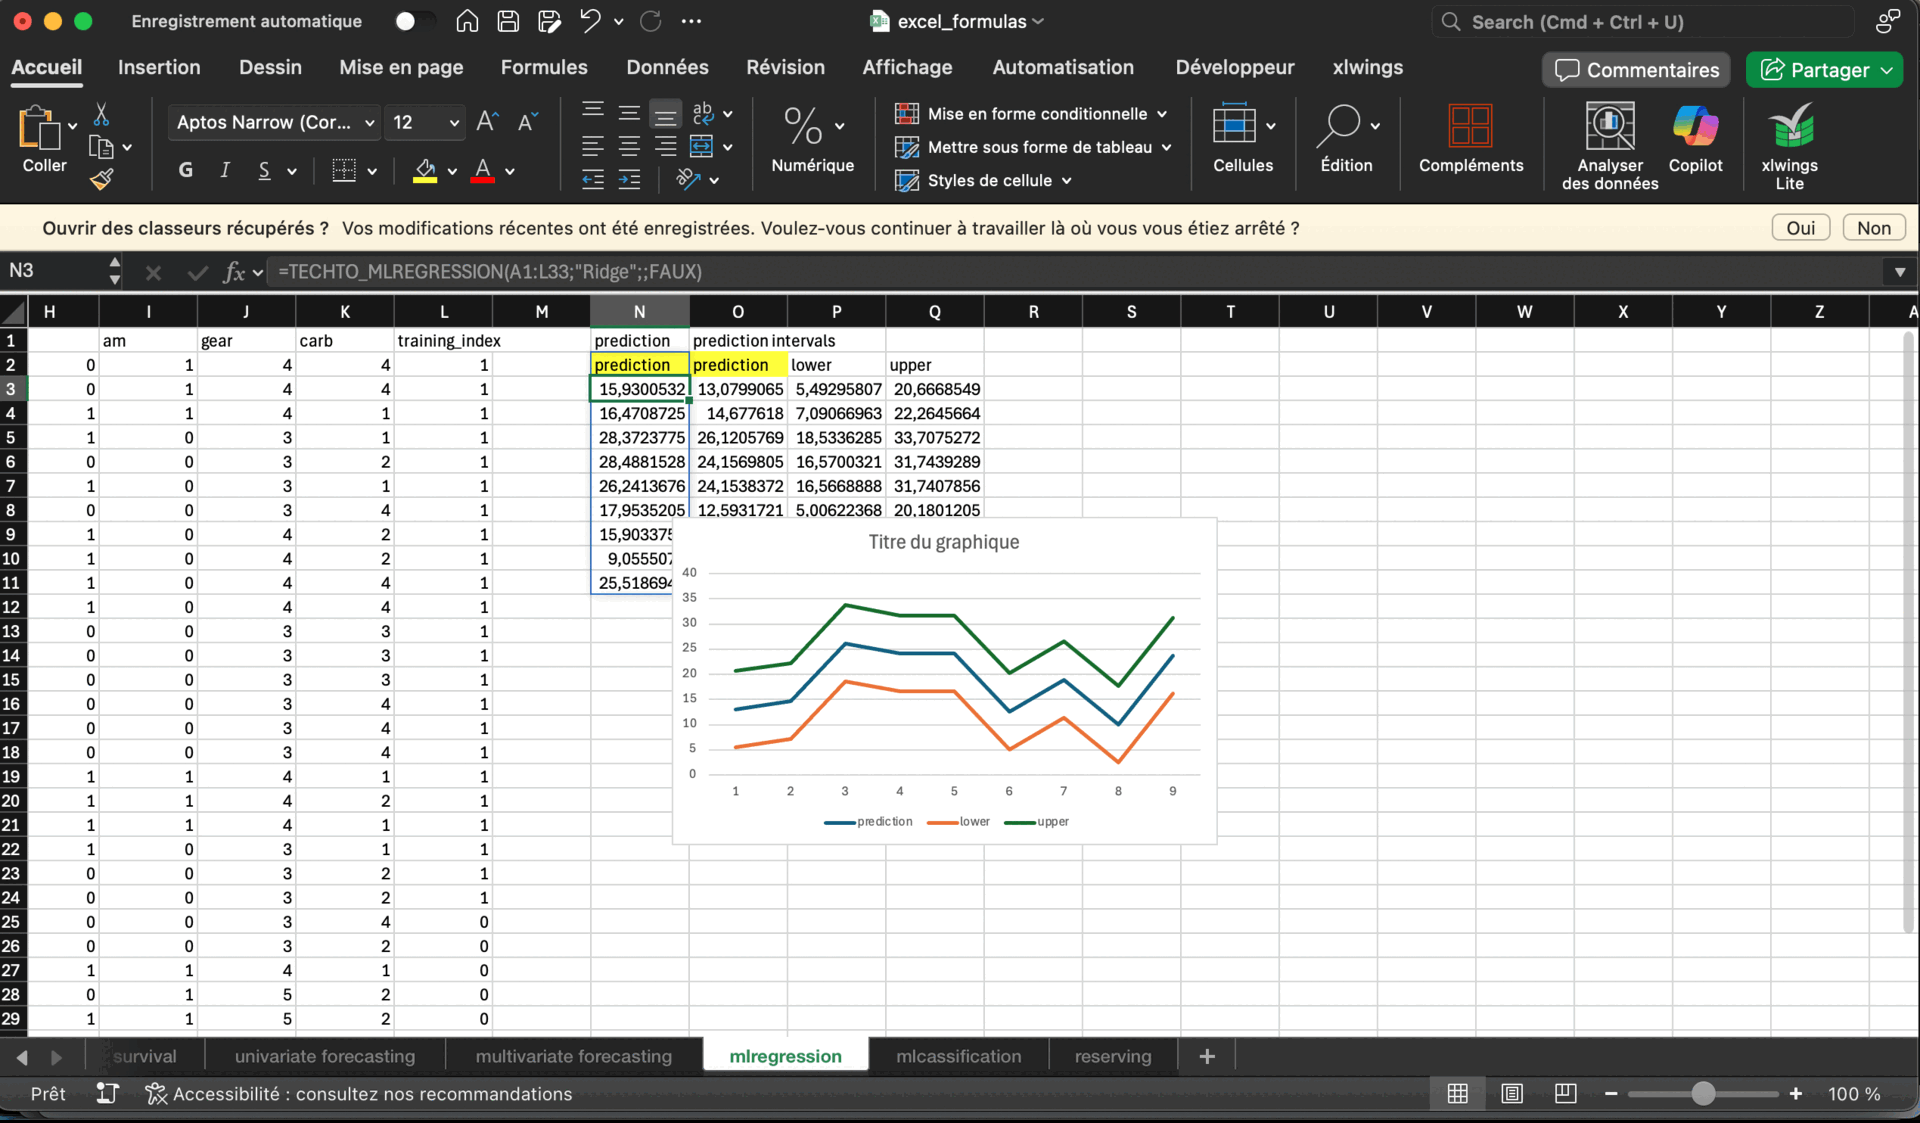 Enregistrement automatique
excel_formulas
Search (Cmd + Ctrl + U)
Accueil Insertion Dessin Mise en page Formules Données Révision Affichage Automatisation Développeur xlwings Commentaires Partager
Coller
Aptos Narrow (Cor... 12
G I S
Numérique
Mise en forme conditionnelle
Mettre sous forme de tableau
Styles de cellule
Cellules
Édition
Compléments
Analyser
des données
Copilot
xlwings
Lite
Ouvrir des classeurs récupérés ? Vos modifications récentes ont été enregistrées. Voulez-vous continuer à travailler là où vous vous étiez arrêté ? Oui Non
N3 fx =TECHTO_MLREGRESSION(A1:L33;"Ridge";;FAUX)
H I J K L M N O P Q R S T U V W X Y Z A
1 am gear carb training_index prediction prediction intervals
2 0 1 4 4 1 prediction prediction lower upper
3 0 1 4 4 1 15,9300532 13,0799065 5,49295807 20,6668549
4 1 1 4 1 1 16,4708725 14,677618 7,09066963 22,2645664
5 1 0 3 1 1 28,3723775 26,1205769 18,5336285 33,7075272
6 0 0 3 2 1 28,4881528 24,1569805 16,5700321 31,7439289
7 1 0 3 1 1 26,2413676 24,1538372 16,5668888 31,7407856
8 0 0 3 4 1 17,9535205 12,5931721 5,00622368 20,1801205
9 1 0 4 2 1 15,903375
10 1 0 4 2 1 9,055507
11 1 0 4 4 1 25,518694
12 1 0 4 4 1
13 0 0 3 3 1
14 0 0 3 3 1
15 0 0 3 3 1
16 0 0 3 4 1
17 0 0 3 4 1
18 0 0 3 4 1
19 1 1 4 1 1
20 1 1 4 2 1
21 1 1 4 1 1
22 1 0 3 1 1
23 0 0 3 2 1
24 0 0 3 2 1
25 0 0 3 4 0
26 0 0 3 2 0
27 1 1 4 1 0
28 0 1 5 2 0
29 1 1 5 2 0
Titre du graphique
40
35
30
25
20
15
10
5
0
1 2 3 4 5 6 7 8 9
prediction lower upper
survival univariate forecasting multivariate forecasting mlregression mlcassification reserving +
Prêt Accessibilité : consultez nos recommandations 100 %